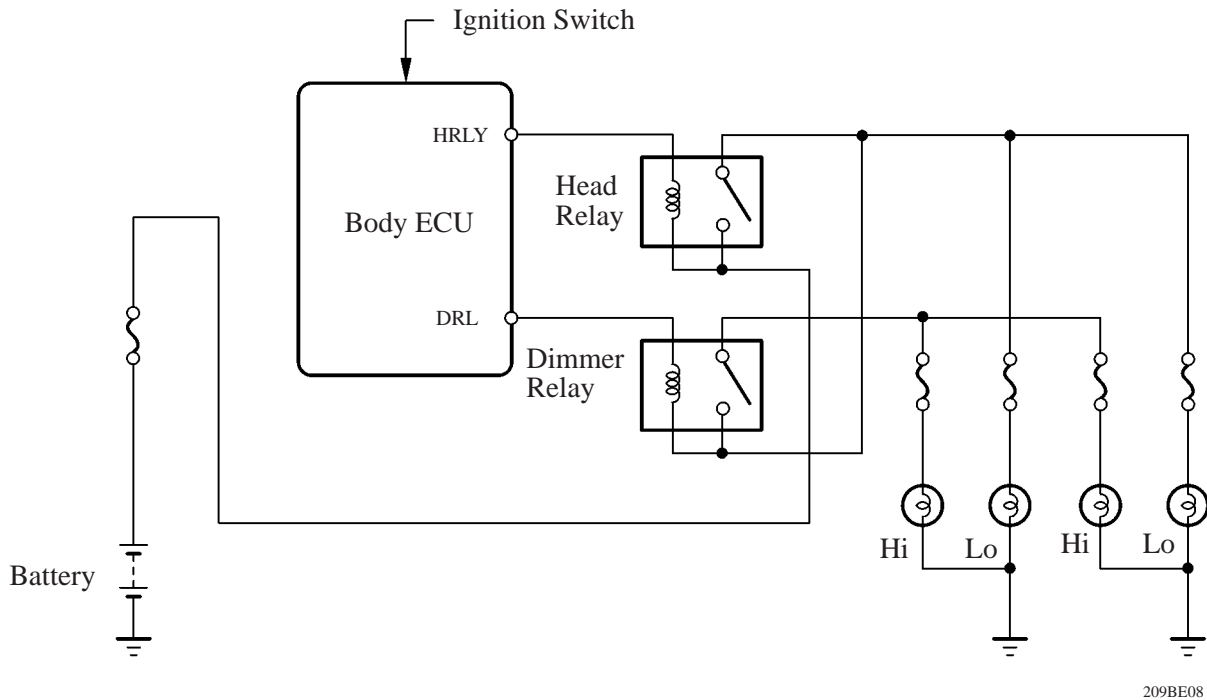 Ignition Switch
HRLY
Head
Relay
Body ECU
DRL
Dimmer
Relay
Hi
Lo
Hi
Lo
Battery
209BE08